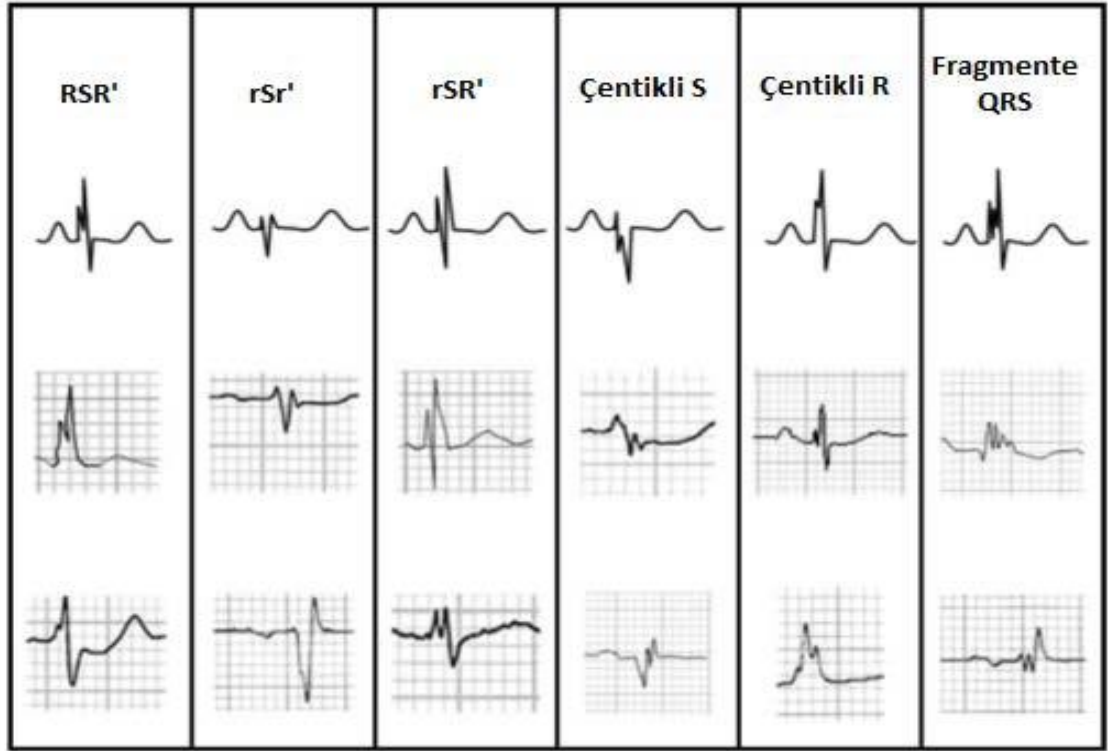 RSR'
rSr'
rSR'
Çentikli S
Çentikli R
Fragmente
QRS